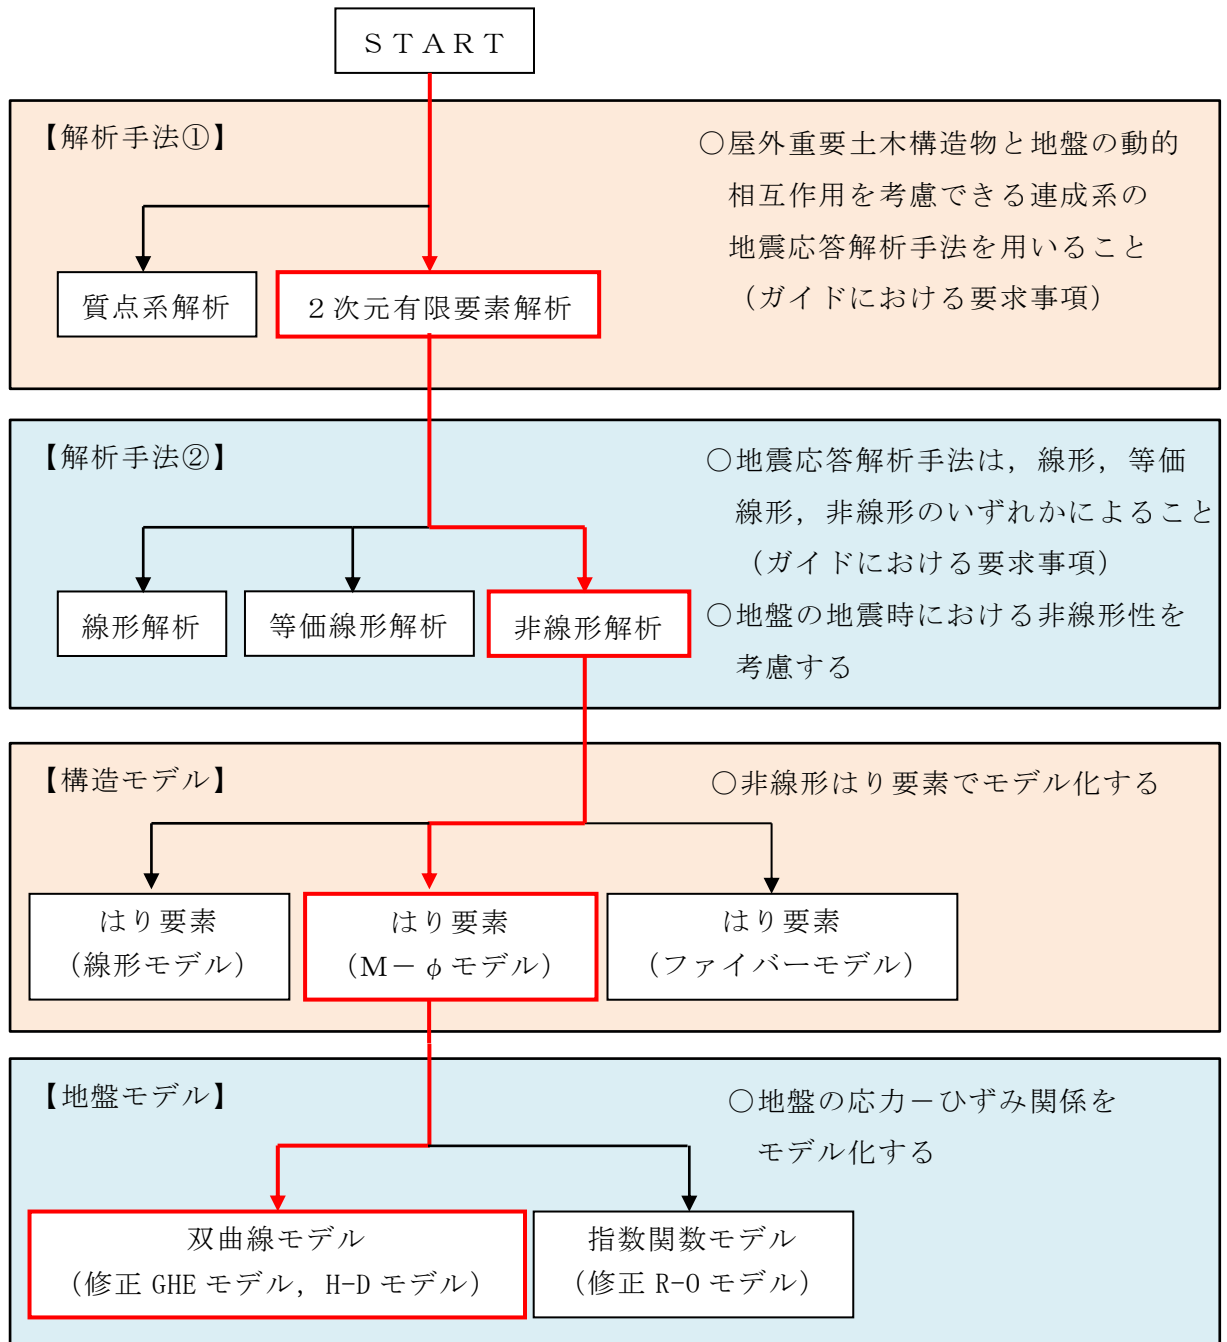 ＳＴＡＲＴ
【解析手法①】
○屋外重要土木構造物と地盤の動的
相互作用を考慮できる連成系の
地震応答解析手法を用いること
（ガイドにおける要求事項）
質点系解析
２次元有限要素解析
【解析手法②】
○地震応答解析手法は，線形，等価
線形，非線形のいずれかによること
（ガイドにおける要求事項）
○地盤の地震時における非線形性を
考慮する
線形解析
等価線形解析
非線形解析
【構造モデル】
○非線形はり要素でモデル化する
はり要素
（線形モデル）
はり要素
（Ｍ－φモデル）
はり要素
（ファイバーモデル）
【地盤モデル】
○地盤の応力－ひずみ関係を
モデル化する
双曲線モデル
（修正 GHE モデル，H-D モデル）
指数関数モデル
（修正 R-O モデル）